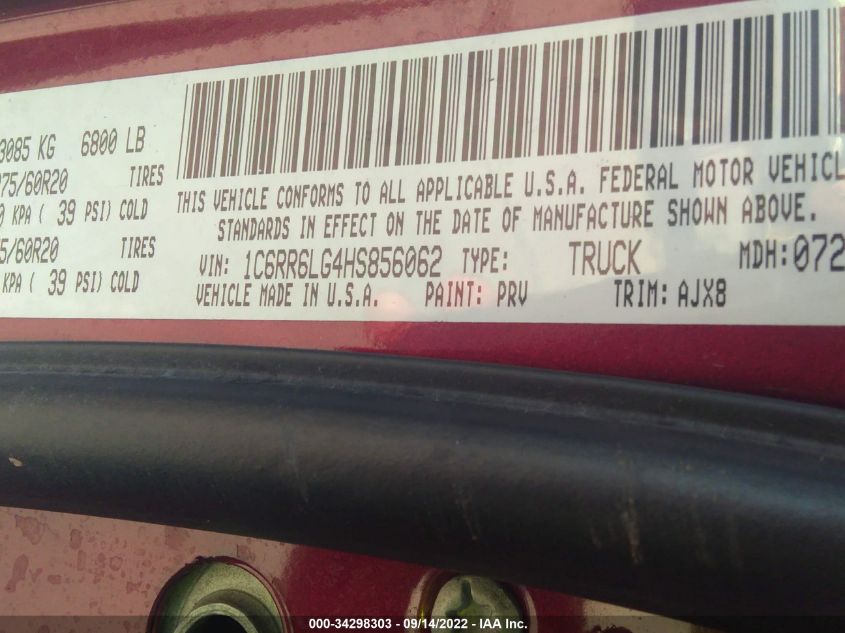 3085 KG 6800 LB
75/60R20 TIRES
0 KPA ( 39 PSI) COLD
5/60R20 TIRES
KPA ( 39 PSI) COLD
THIS VEHICLE CONFORMS TO ALL APPLICABLE U.S.A. FEDERAL MOTOR VEHICL
STANDARDS IN EFFECT ON THE DATE OF MANUFACTURE SHOWN ABOVE.
VIN: 1C6RR6LG4HS856062 TYPE: TRUCK MDH:072
VEHICLE MADE IN U.S.A. PAINT: PRV TRIM: AJX8
000-34298303 - 09/14/2022 - IAA Inc.